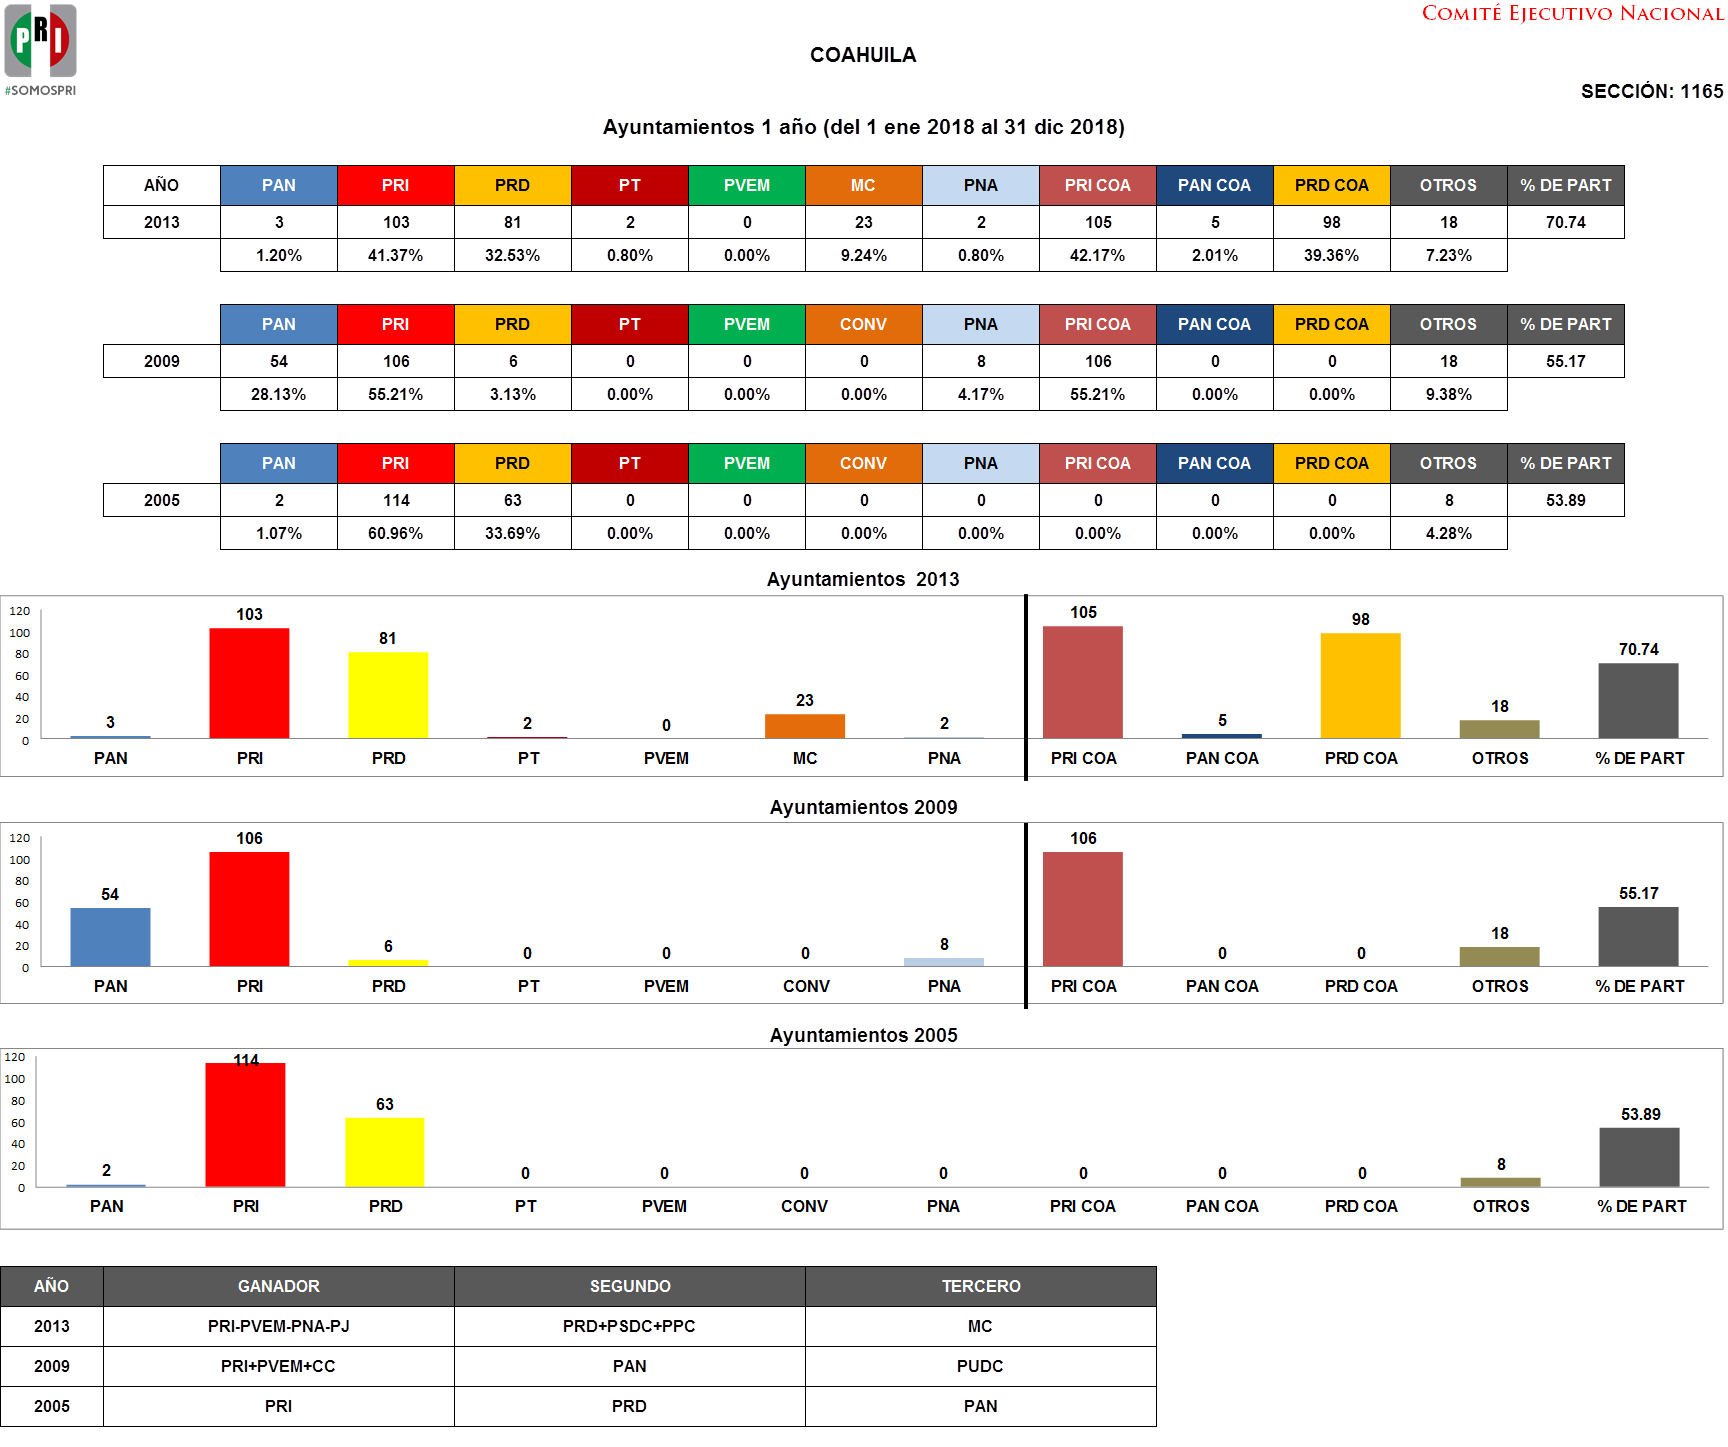 PRI
#SOMOSPRI
COMITÉ EJECUTIVO NACIONAL
COAHUILA
SECCIÓN: 1165
Ayuntamientos 1 año (del 1 ene 2018 al 31 dic 2018)
AÑO PAN PRI PRD PT PVEM MC PNA PRI COA PAN COA PRD COA OTROS % DE PART
2013 3 103 81 2 0 23 2 105 5 98 18 70.74
1.20% 41.37% 32.53% 0.80% 0.00% 9.24% 0.80% 42.17% 2.01% 39.36% 7.23%
PAN PRI PRD PT PVEM CONV PNA PRI COA PAN COA PRD COA OTROS % DE PART
2009 54 106 6 0 0 0 8 106 0 0 18 55.17
28.13% 55.21% 3.13% 0.00% 0.00% 0.00% 4.17% 55.21% 0.00% 0.00% 9.38%
PAN PRI PRD PT PVEM CONV PNA PRI COA PAN COA PRD COA OTROS % DE PART
2005 2 114 63 0 0 0 0 0 0 0 8 53.89
1.07% 60.96% 33.69% 0.00% 0.00% 0.00% 0.00% 0.00% 0.00% 0.00% 4.28%
Ayuntamientos 2013
120
100
80
60
40
20
0
3 103 81 2 0 23 2 105 5 98 18 70.74
PAN PRI PRD PT PVEM MC PNA PRI COA PAN COA PRD COA OTROS % DE PART
Ayuntamientos 2009
120
100
80
60
40
20
0
54 106 6 0 0 0 8 106 0 0 18 55.17
PAN PRI PRD PT PVEM CONV PNA PRI COA PAN COA PRD COA OTROS % DE PART
Ayuntamientos 2005
120
100
80
60
40
20
0
2 114 63 0 0 0 0 0 0 0 8 53.89
PAN PRI PRD PT PVEM CONV PNA PRI COA PAN COA PRD COA OTROS % DE PART
AÑO GANADOR SEGUNDO TERCERO
2013 PRI-PVEM-PNA-PJ PRD+PSDC+PPC MC
2009 PRI+PVEM+CC PAN PUDC
2005 PRI PRD PAN